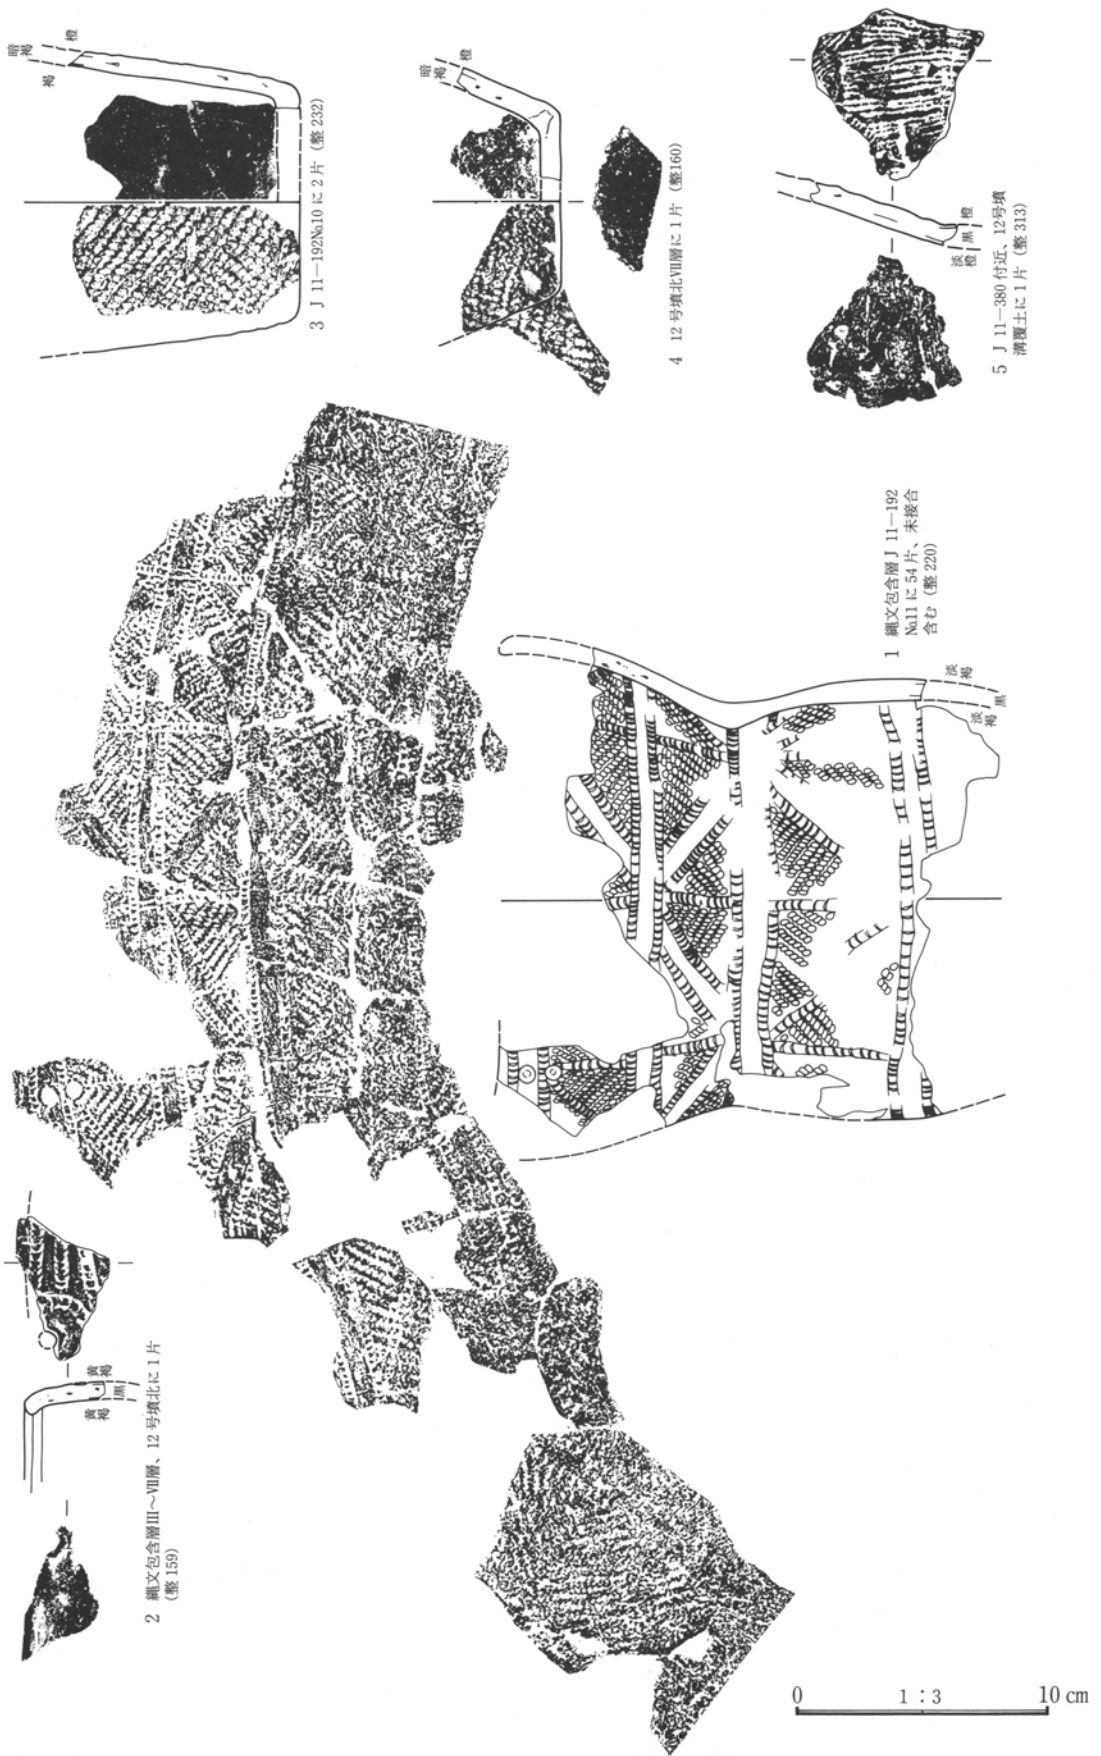 暗褐
橙
褐
3 J 11−192№10 に 2 片 (整 232)
暗褐
橙
4 12 号墳北Ⅶ層に 1 片 (整160)
淡橙
黒
橙
5 J 11−380 付近、12号墳
溝覆土に 1 片 (整 313)
1 縄文包含層 J 11−192
№11 に 54 片、未接合
含む (整 220)
淡褐
黒
淡褐
黄褐
黒
黄褐
2 縄文包含層Ⅲ〜Ⅶ層、12 号墳北に 1 片
(整 159)
0 1 : 3 10 cm